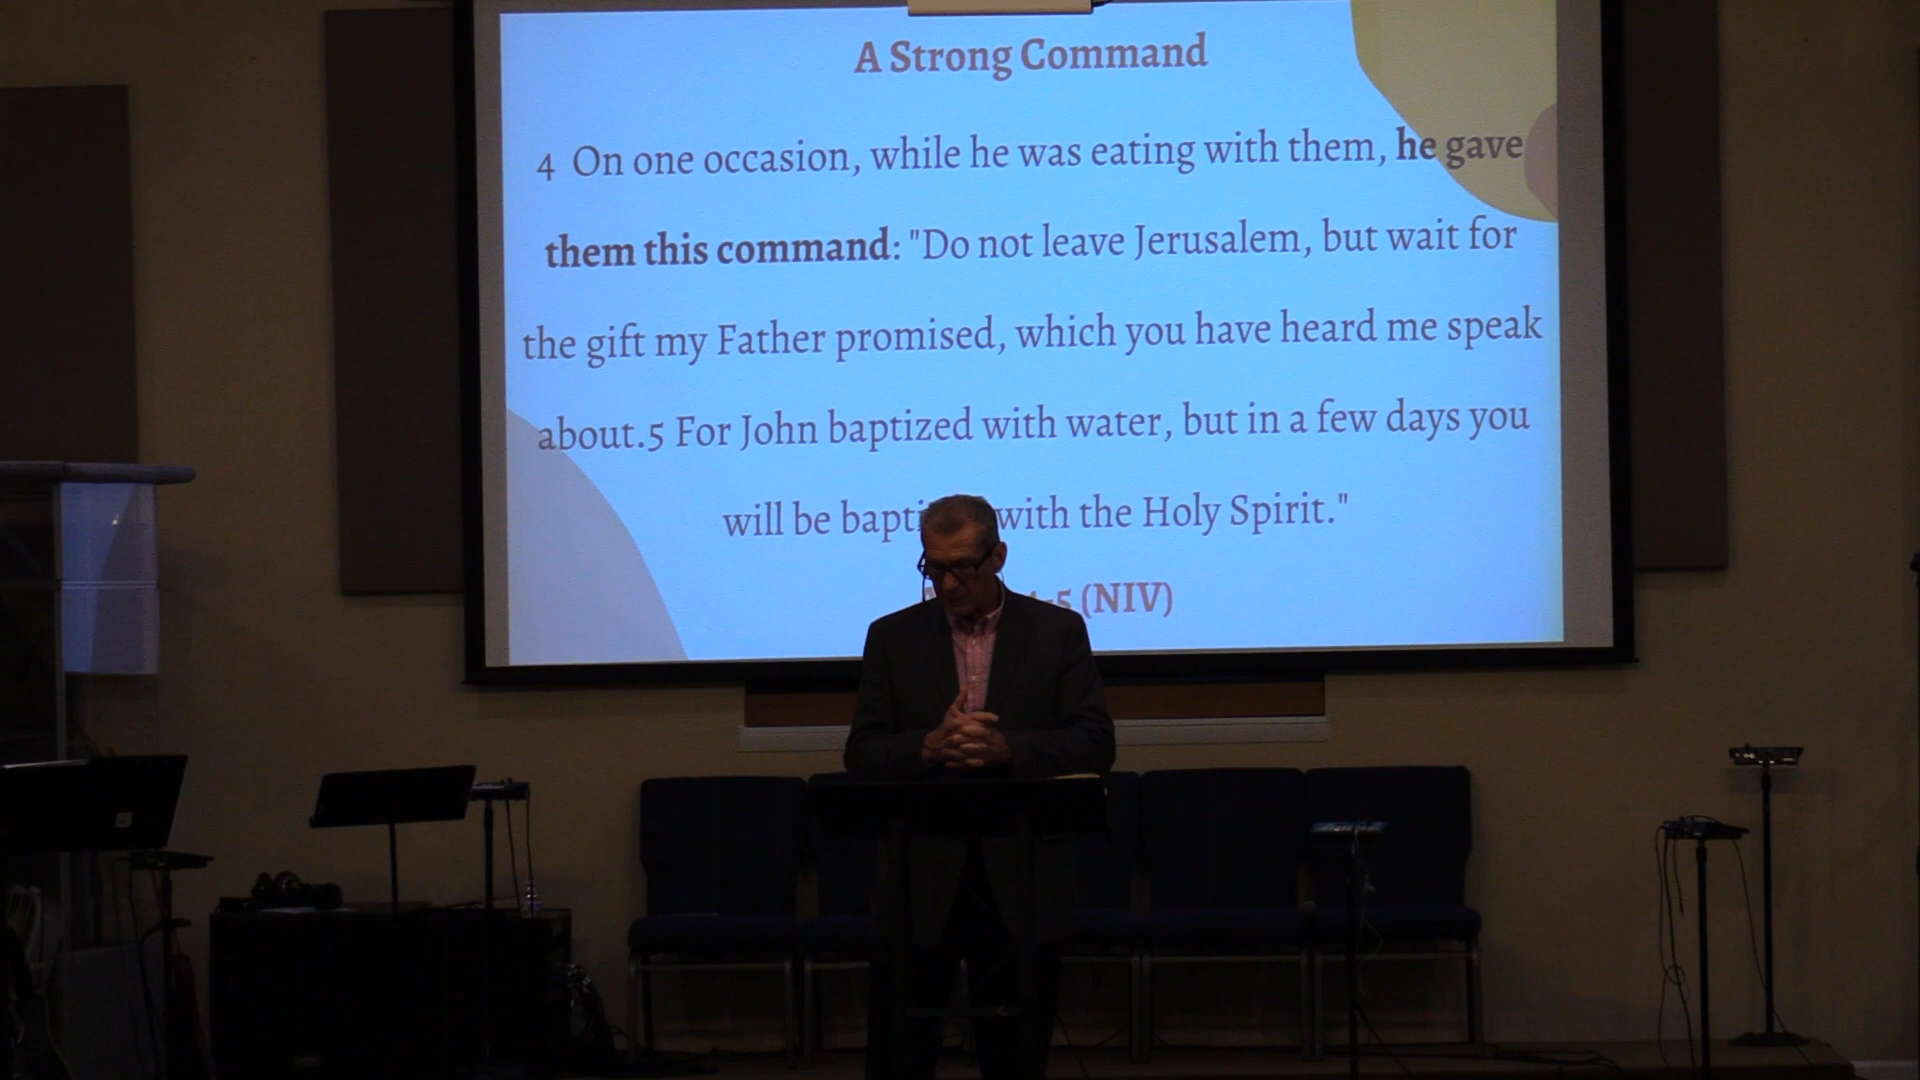 A Strong Command
4 On one occasion, while he was eating with them, he gave
them this command: "Do not leave Jerusalem, but wait for
the gift my Father promised, which you have heard me speak
about.5 For John baptized with water, but in a few days you
will be with the Holy Spirit."
(NIV)